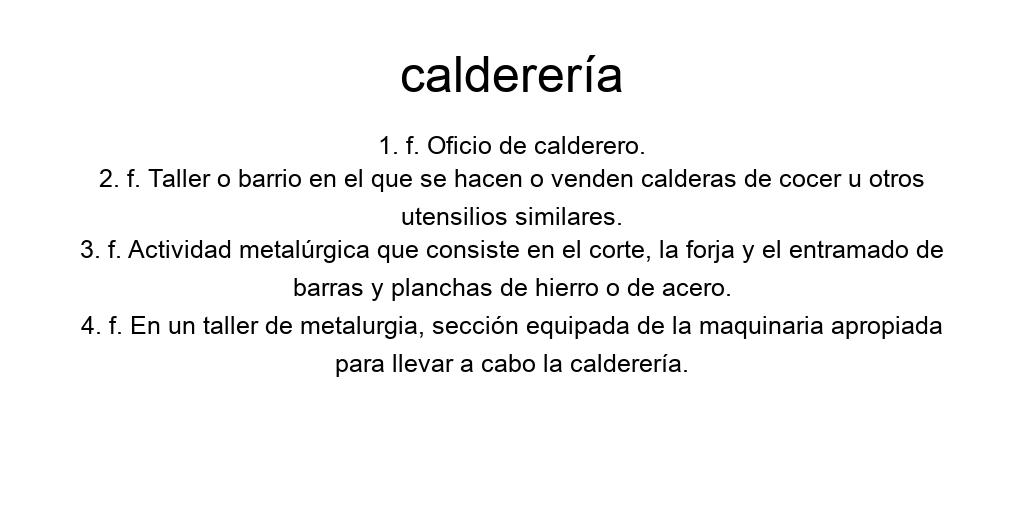 calderería
1. f. Oficio de calderero.
2. f. Taller o barrio en el que se hacen o venden calderas de cocer u otros
utensilios similares.
3. f. Actividad metalúrgica que consiste en el corte, la forja y el entramado de
barras y planchas de hierro o de acero.
4. f. En un taller de metalurgia, sección equipada de la maquinaria apropiada
para llevar a cabo la calderería.